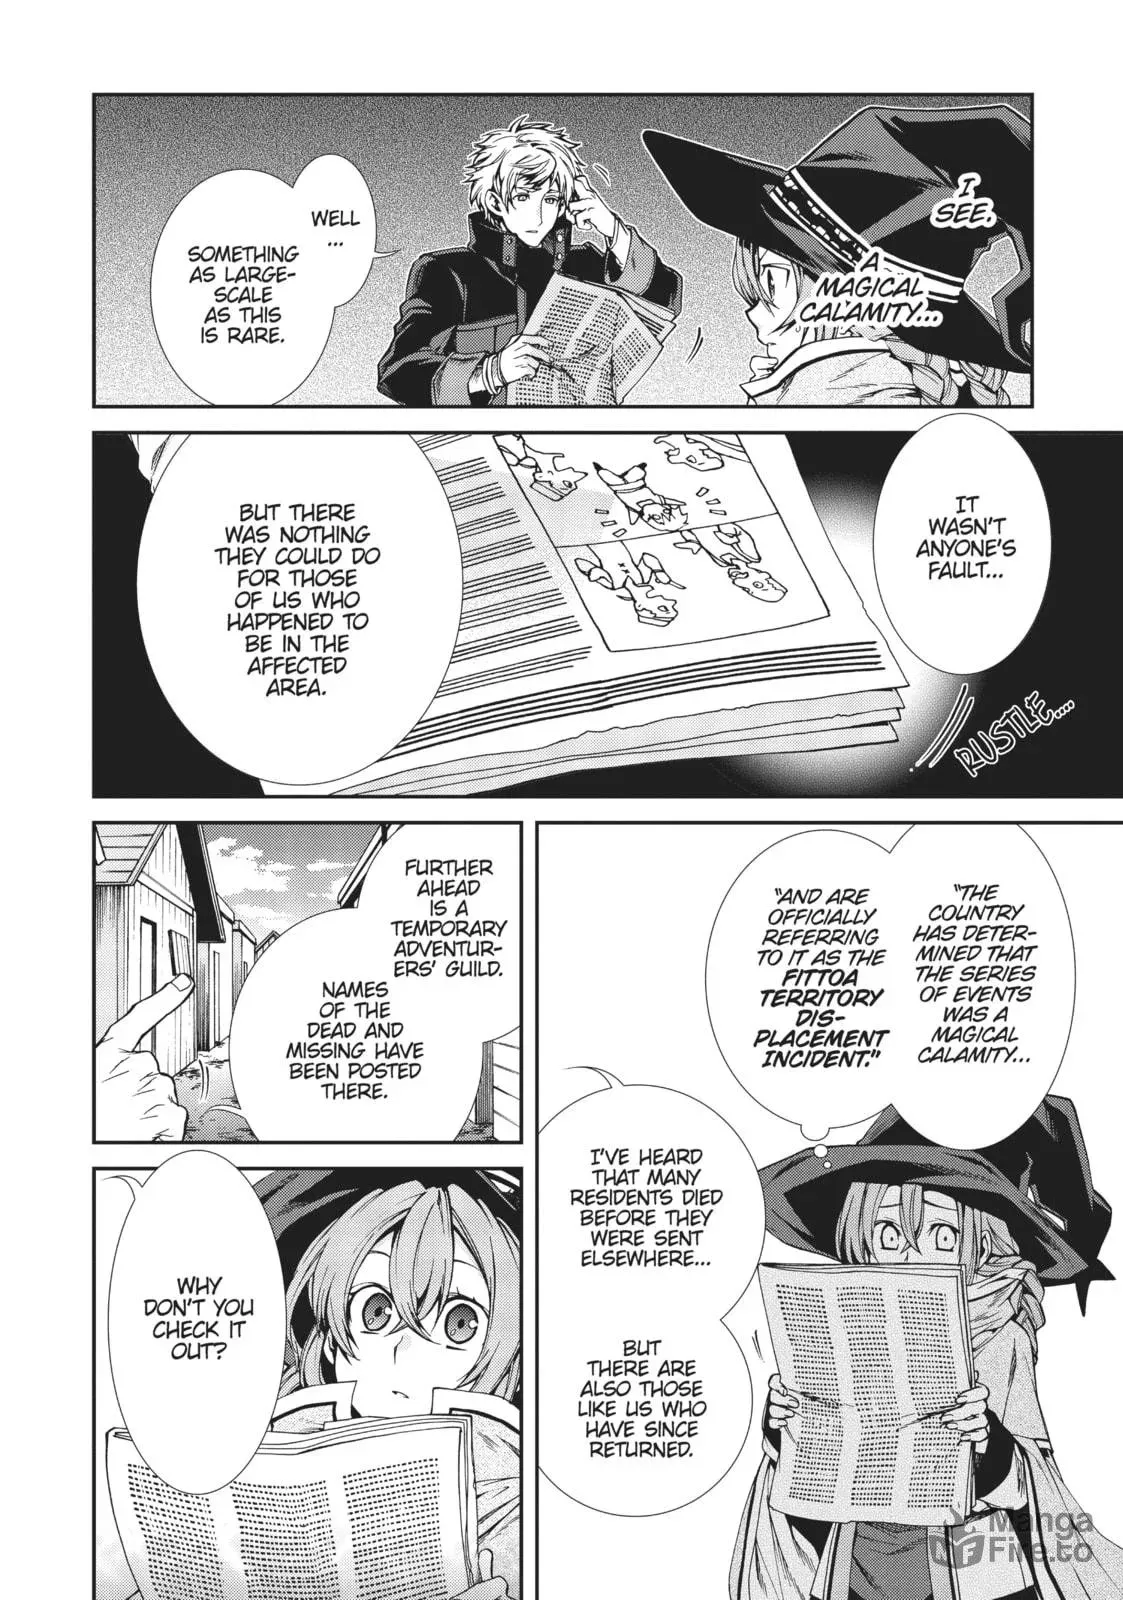 I
SEE.
A
MAGICAL
CALAMITY...
WELL
...
SOMETHING
AS LARGE-
SCALE
AS THIS
IS RARE.
IT
WASN'T
ANYONE'S
FAULT...
BUT THERE
WAS NOTHING
THEY COULD DO
FOR THOSE
OF US WHO
HAPPENED TO
BE IN THE
AFFECTED
AREA.
RUSTLE....
"THE
COUNTRY
HAS DETER-
MINED THAT
THE SERIES
OF EVENTS
WAS A
MAGICAL
CALAMITY...
"AND ARE
OFFICIALLY
REFERRING
TO IT AS THE
FITTOA
TERRITORY
DIS-
PLACEMENT
INCIDENT."
I'VE HEARD
THAT MANY
RESIDENTS DIED
BEFORE THEY
WERE SENT
ELSEWHERE...
BUT
THERE ARE
ALSO THOSE
LIKE US WHO
HAVE SINCE
RETURNED.
FURTHER
AHEAD
IS A
TEMPORARY
ADVENTUR-
ERS' GUILD.
NAMES
OF THE
DEAD AND
MISSING HAVE
BEEN POSTED
THERE.
WHY
DON'T YOU
CHECK IT
OUT?
Manga
Fire.to